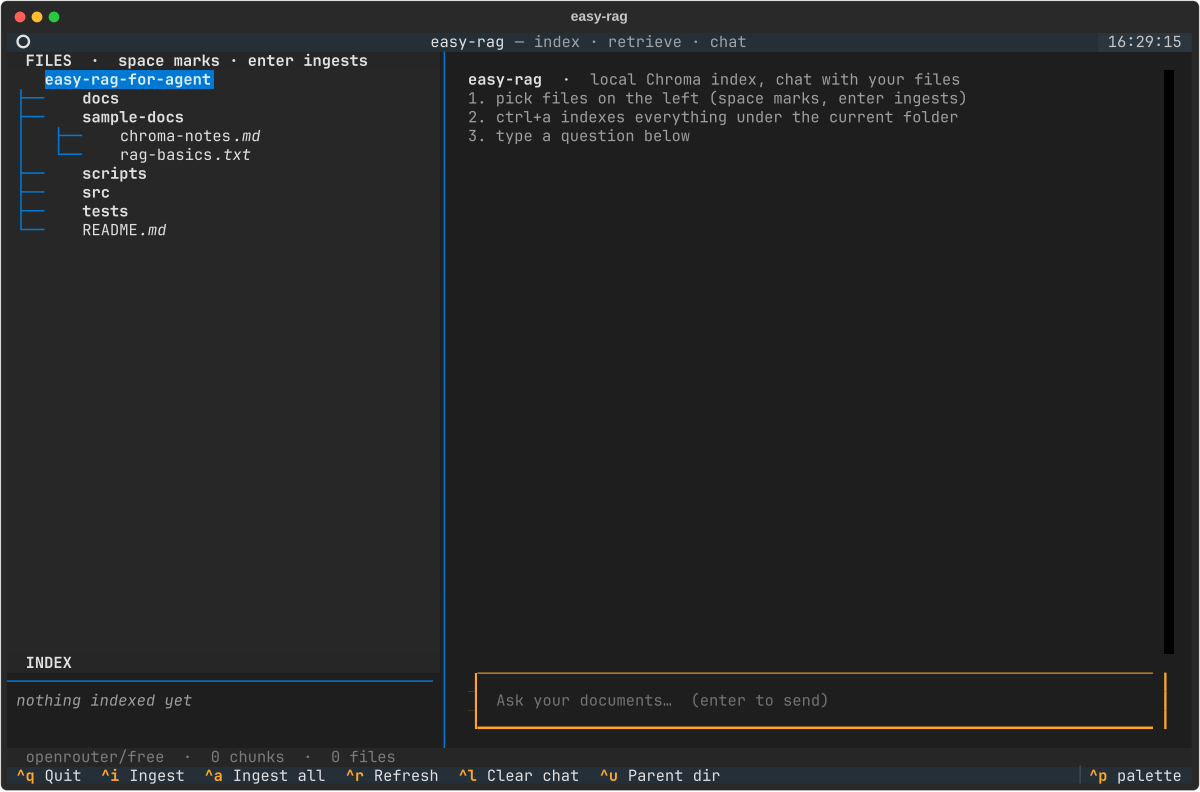 easy-rag
easy-rag — index · retrieve · chat 16:29:15
FILES · space marks · enter ingests
easy-rag-for-agent
docs
sample-docs
chroma-notes.md
rag-basics.txt
scripts
src
tests
README.md
INDEX
nothing indexed yet
easy-rag · local Chroma index, chat with your files
1. pick files on the left (space marks, enter ingests)
2. ctrl+a indexes everything under the current folder
3. type a question below
Ask your documents… (enter to send)
openrouter/free · 0 chunks · 0 files
^q Quit ^i Ingest ^a Ingest all ^r Refresh ^l Clear chat ^u Parent dir ^p palette